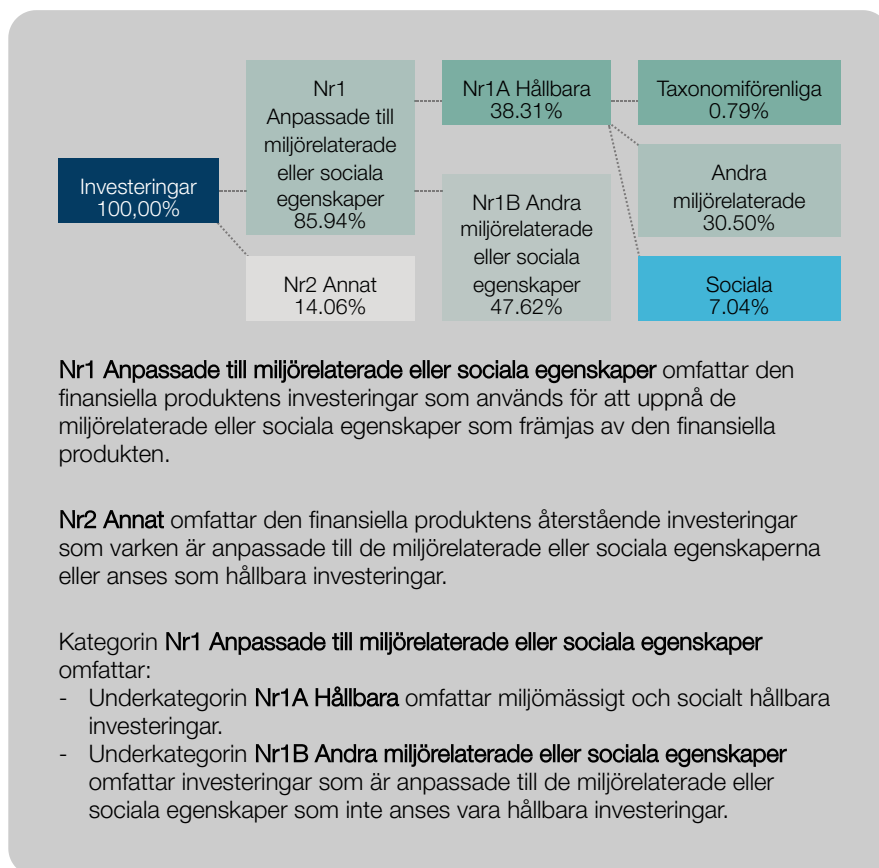 Investeringar
100,00%
Nr1
Anpassade till
miljörelaterade
eller sociala
egenskaper
85.94%
Nr2 Annat
14.06%
Nr1A Hållbara
38.31%
Nr1B Andra
miljörelaterade
eller sociala
egenskaper
47.62%
Taxonomiförenliga
0.79%
Andra
miljörelaterade
30.50%
Sociala
7.04%
Nr1 Anpassade till miljörelaterade eller sociala egenskaper omfattar den
finansiella produktens investeringar som används för att uppnå de
miljörelaterade eller sociala egenskaper som främjas av den finansiella
produkten.
Nr2 Annat omfattar den finansiella produktens återstående investeringar
som varken är anpassade till de miljörelaterade eller sociala egenskaperna
eller anses som hållbara investeringar.
Kategorin Nr1 Anpassade till miljörelaterade eller sociala egenskaper
omfattar:
- Underkategorin Nr1A Hållbara omfattar miljömässigt och socialt hållbara
investeringar.
- Underkategorin Nr1B Andra miljörelaterade eller sociala egenskaper
omfattar investeringar som är anpassade till de miljörelaterade eller
sociala egenskaper som inte anses vara hållbara investeringar.